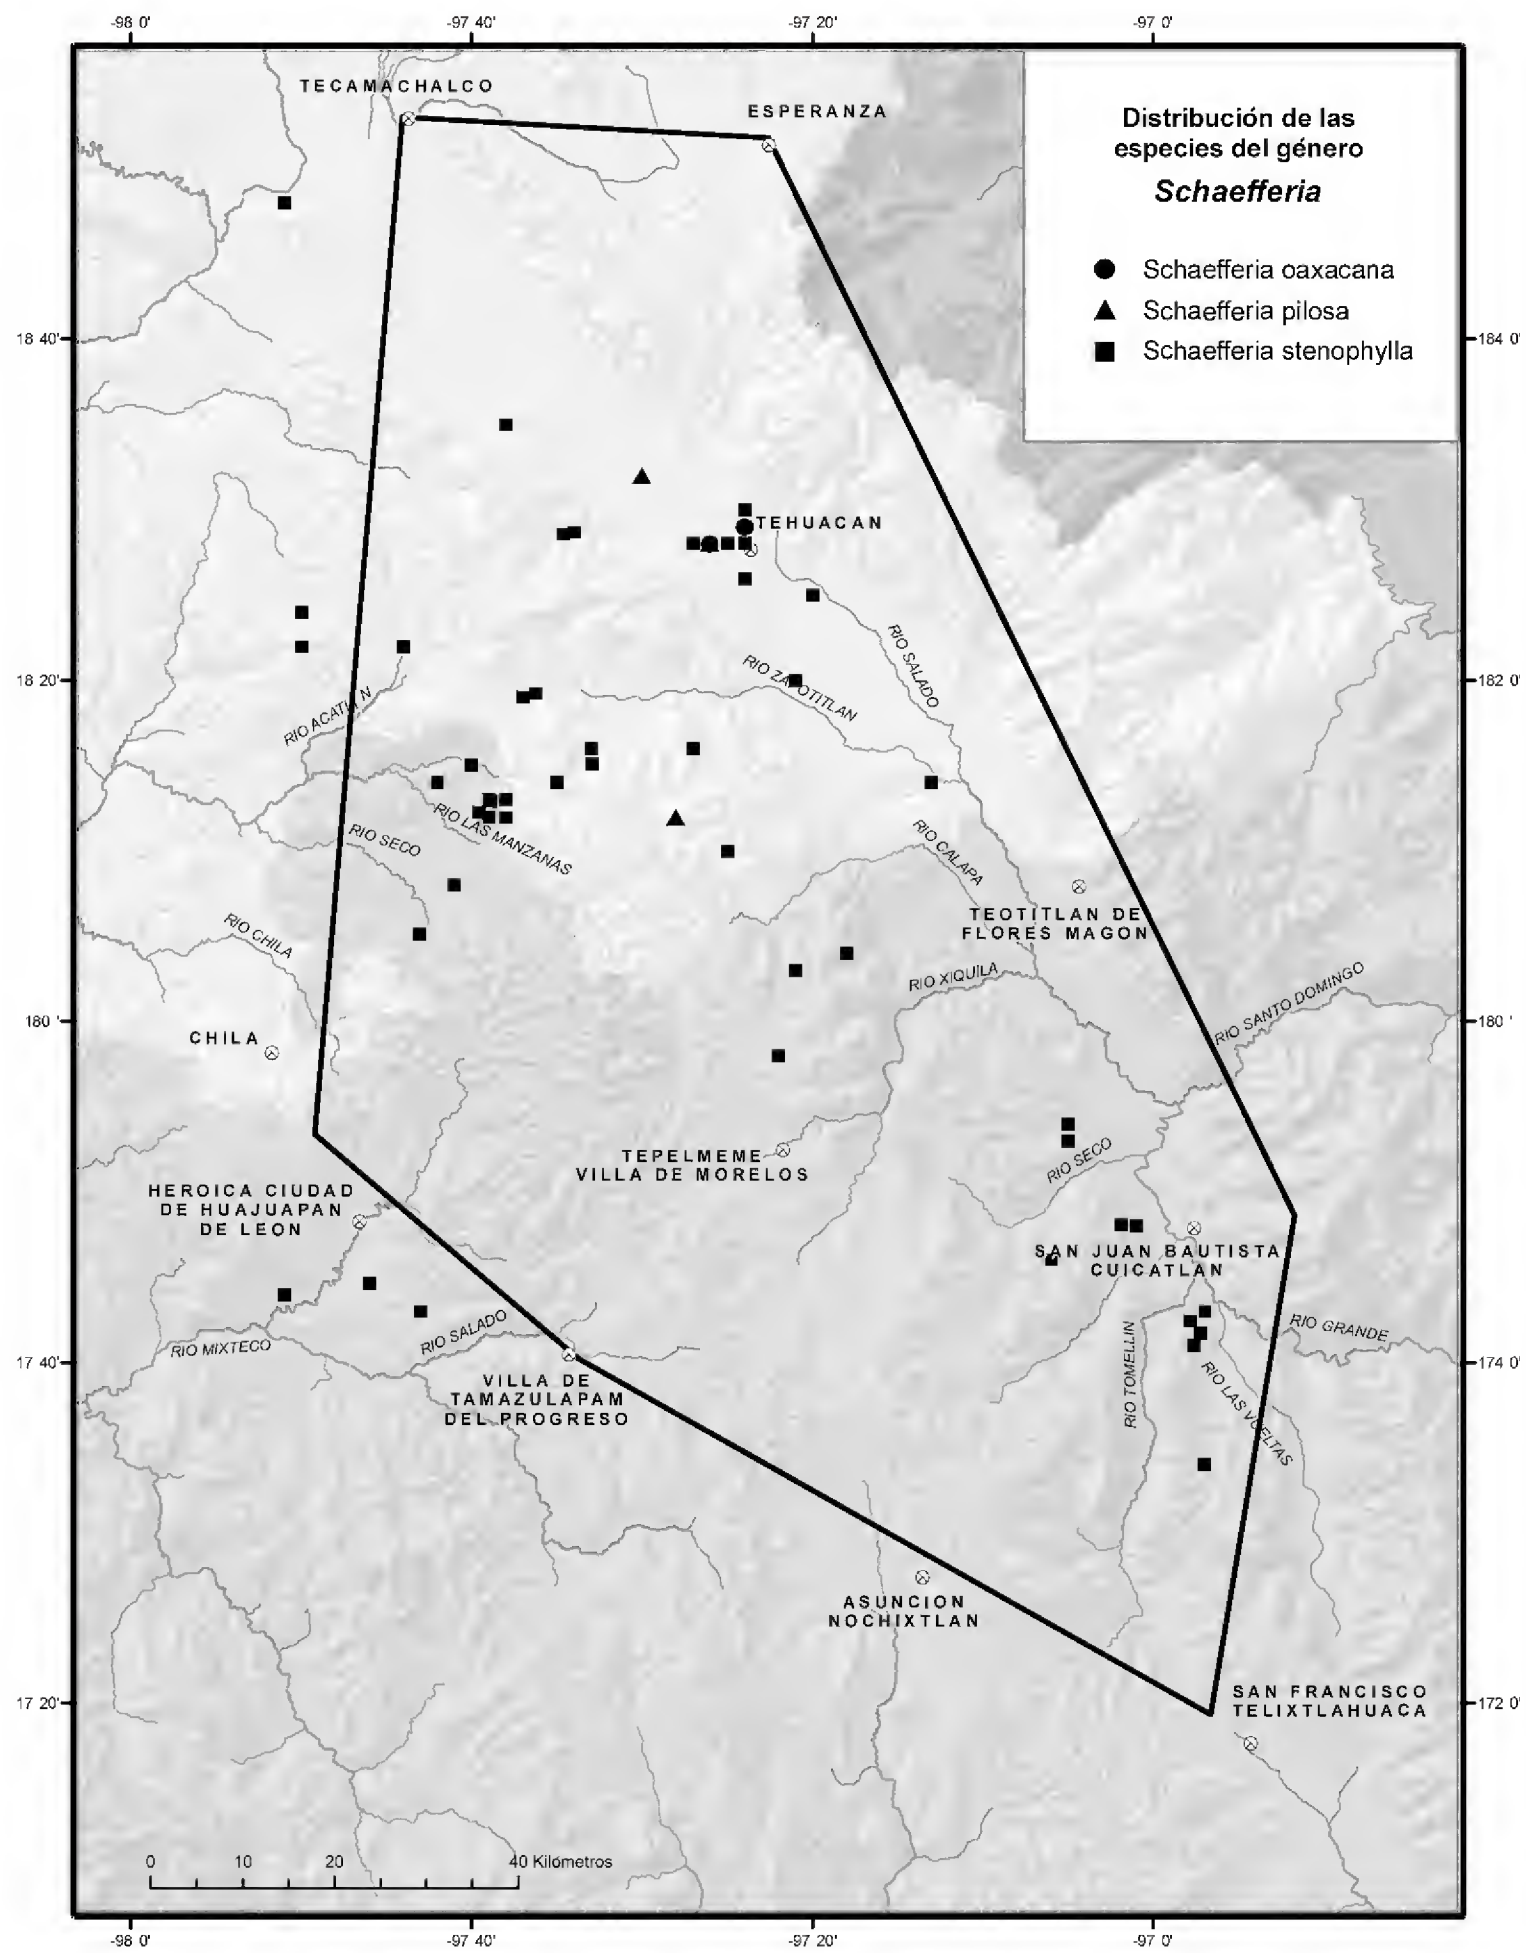 -98 0'
-97 40'
-97 20'
-97 0'
TECAMACHALCO
ESPERANZA
Distribución de las
especies del género
Schaefferia
Schaefferia oaxacana
Schaefferia pilosa
Schaefferia stenophylla
18 40'
184 0'
TEHUACAN
RIO SALADO
18 20'
182 0'
RIO ZAPOTITLAN
RIO ACATLAN
RIO LAS MANZANAS
RIO SECO
RIO CALAPA
TEOTITLAN DE
FLORES MAGON
RIO CHILA
RIO XIQUILA
RIO SANTO DOMINGO
180 '
180 '
CHILA
TEPELMEME
VILLA DE MORELOS
RIO SECO
HEROICA CIUDAD
DE HUAJUAPAN
DE LEON
SAN JUAN BAUTISTA
CUICATLAN
RIO MIXTECO
RIO SALADO
RIO TOMELLIN
RIO GRANDE
17 40'
174 0'
VILLA DE
TAMAZULAPAM
DEL PROGRESO
RIO LAS VUELTAS
ASUNCION
NOCHIXTLAN
SAN FRANCISCO
TELIXTLAHUACA
17 20'
172 0'
0 10 20 40 Kilómetros
-98 0'
-97 40'
-97 20'
-97 0'